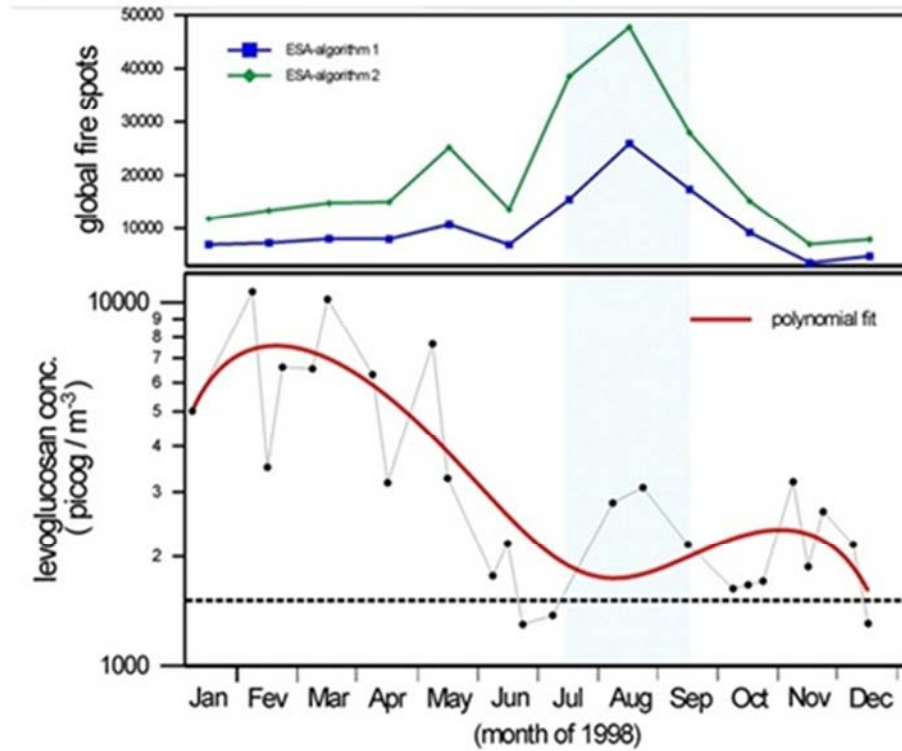 50000
40000
30000
20000
10000
global fire spots
ESA-algorithm 1
ESA-algorithm 2
10000
9
8
7
6
5
4
3
2
1000
levoglucosan conc.
( picog / m-3)
polynomial fit
Jan Fev Mar Apr May Jun Jul Aug Sep Oct Nov Dec
(month of 1998)